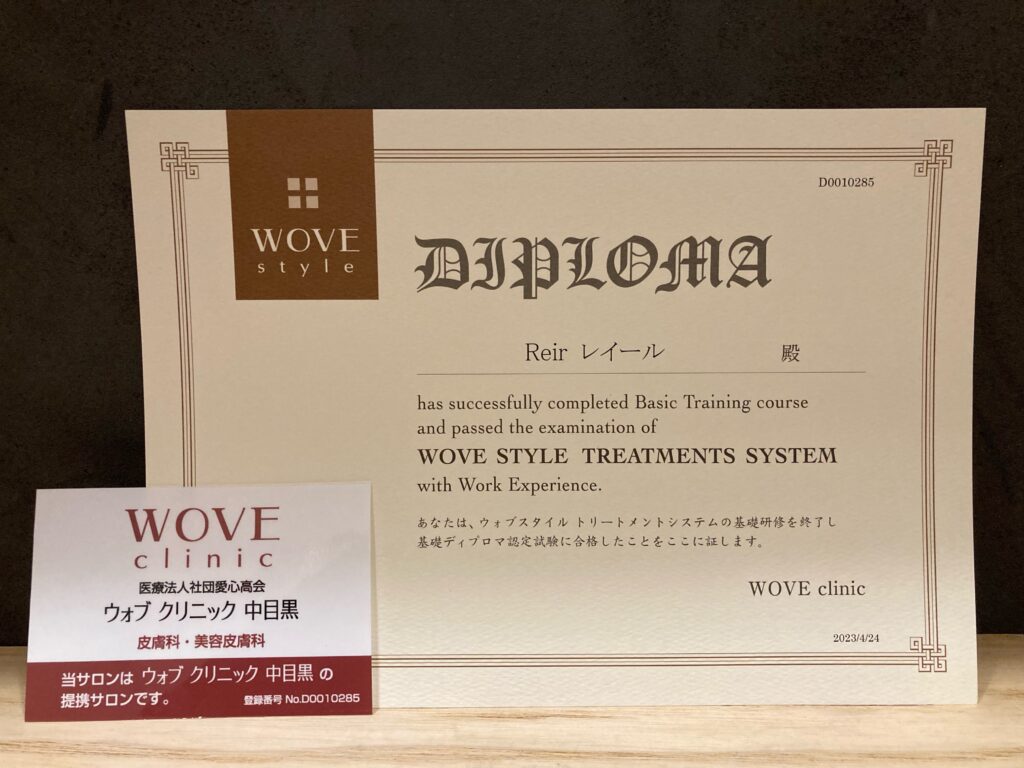 WOVE
style
D0010285
DIPLOMA
Reir レイール 殿
has successfully completed Basic Training course
and passed the examination of
WOVE STYLE TREATMENTS SYSTEM
with Work Experience.
あなたは、ウォブスタイル トリートメントシステムの基礎研修を終了し
基礎ディプロマ認定試験に合格したことをここに証します。
WOVE clinic
2023/4/24
WOVE
clinic
医療法人社団愛心高会
ウォブ クリニック 中目黒
皮膚科・美容皮膚科
当サロンは ウォブ クリニック 中目黒 の
提携サロンです。 登録番号 No.D0010285